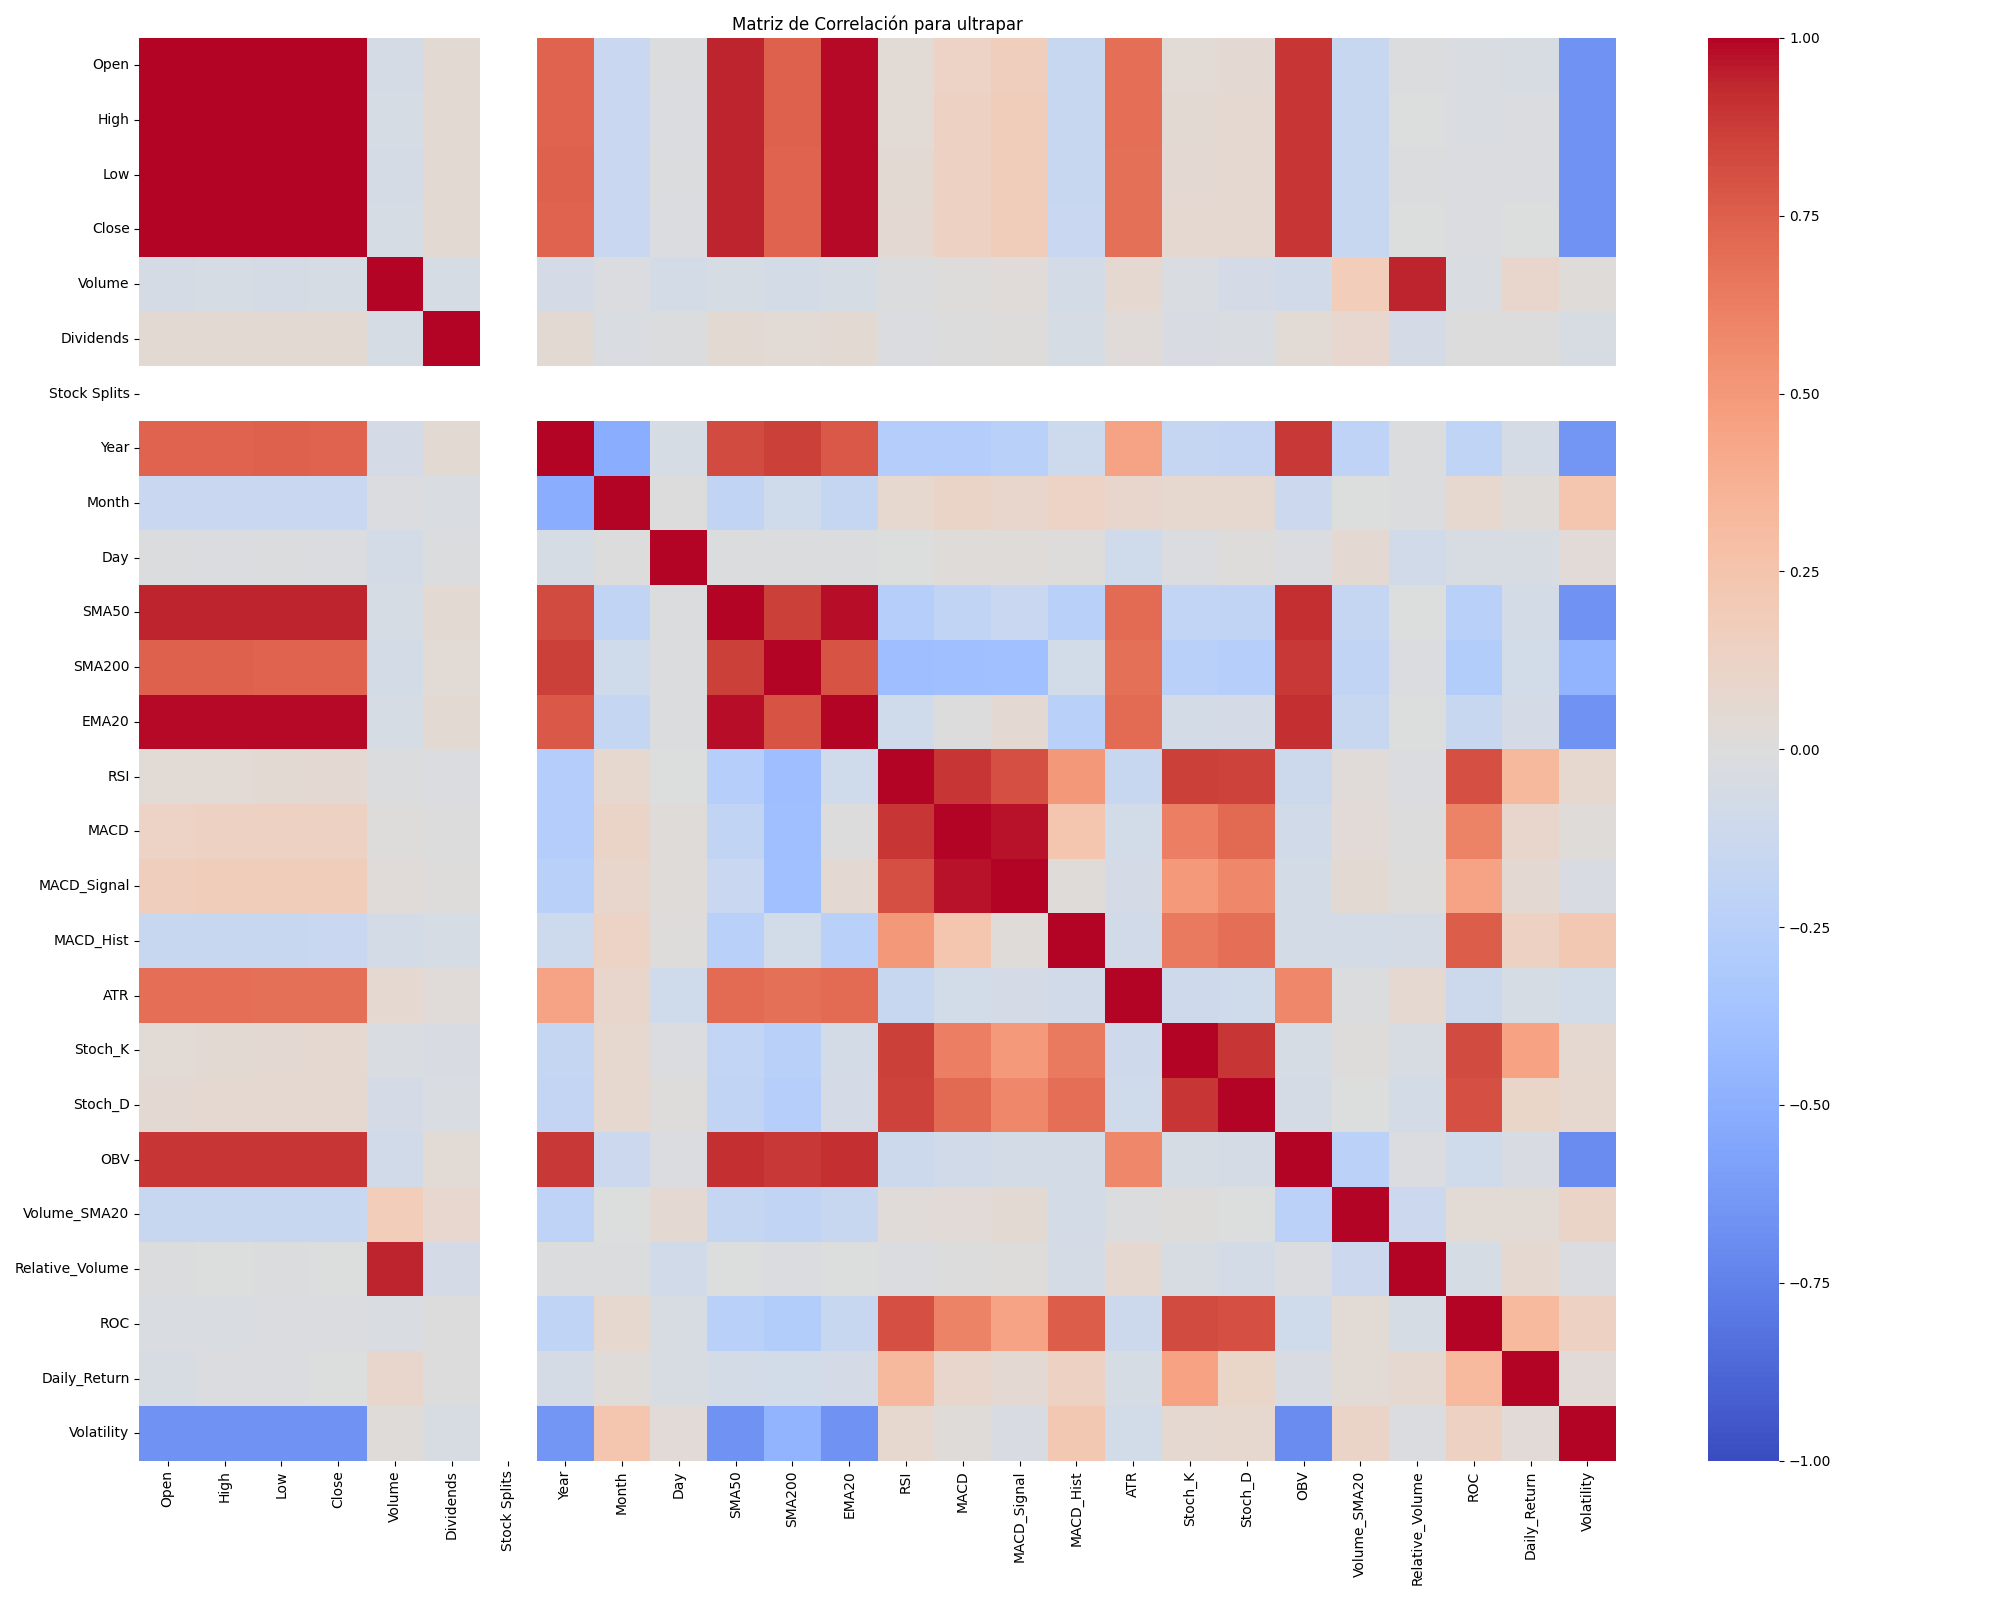 Matriz de Correlación para ultrapar
Open
High
Low
Close
Volume
Dividends
Stock Splits
Year
Month
Day
SMA50
SMA200
EMA20
RSI
MACD
MACD_Signal
MACD_Hist
ATR
Stoch_K
Stoch_D
OBV
Volume_SMA20
Relative_Volume
ROC
Daily_Return
Volatility
Open
High
Low
Close
Volume
Dividends
Stock Splits
Year
Month
Day
SMA50
SMA200
EMA20
RSI
MACD
MACD_Signal
MACD_Hist
ATR
Stoch_K
Stoch_D
OBV
Volume_SMA20
Relative_Volume
ROC
Daily_Return
Volatility
1.00
0.75
0.50
0.25
0.00
−0.25
−0.50
−0.75
−1.00